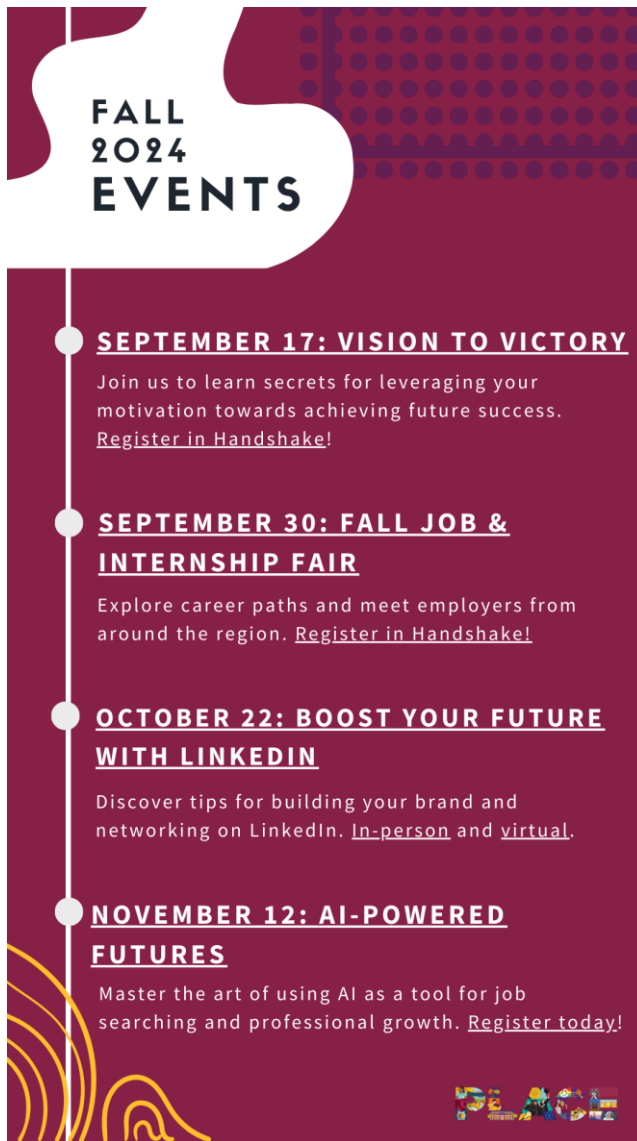 FALL
2024
EVENTS
SEPTEMBER 17: VISION TO VICTORY
Join us to learn secrets for leveraging your
motivation towards achieving future success.
Register in Handshake!
SEPTEMBER 30: FALL JOB &
INTERNSHIP FAIR
Explore career paths and meet employers from
around the region. Register in Handshake!
OCTOBER 22: BOOST YOUR FUTURE
WITH LINKEDIN
Discover tips for building your brand and
networking on LinkedIn. In-person and virtual.
NOVEMBER 12: AI-POWERED
FUTURES
Master the art of using AI as a tool for job
searching and professional growth. Register today!
PLACE